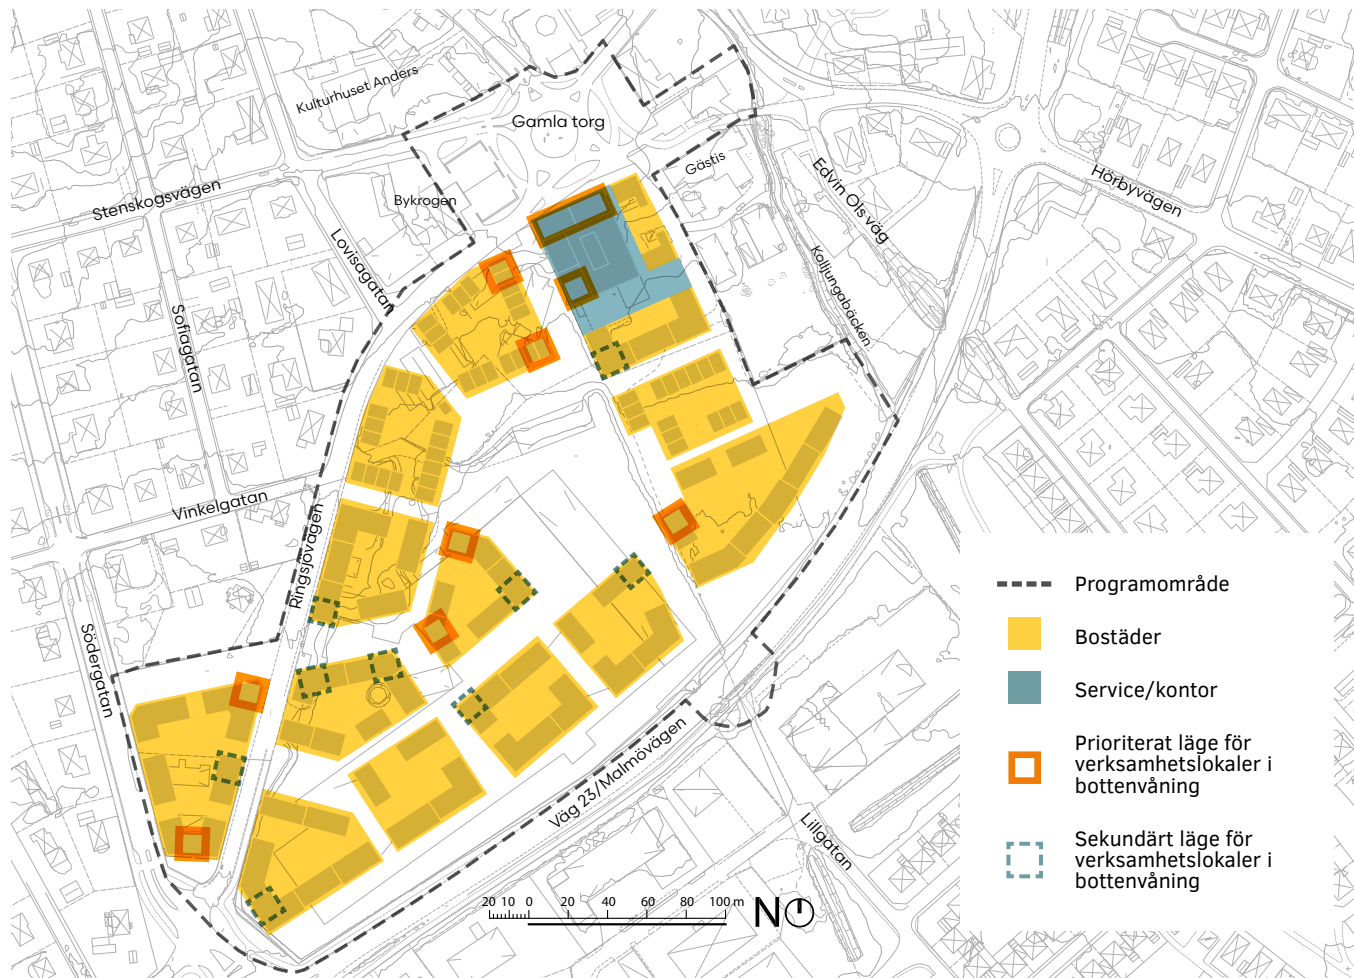 Kulturhuset Anders
Gamla torg
Gästis
Edvin Ols väg
Hörbyvägen
Stenskogsvägen
Bykrogen
Lovisagatan
Kolljungabäcken
Sofiagatan
Vinkelgatan
Ringsjövägen
Södergatan
Väg 23/Malmövägen
Lillgatan
Programområde
Bostäder
Service/kontor
Prioriterat läge för
verksamhetslokaler i
bottenvåning
Sekundärt läge för
verksamhetslokaler i
bottenvåning
20 10 0 20 40 60 80 100 m
N